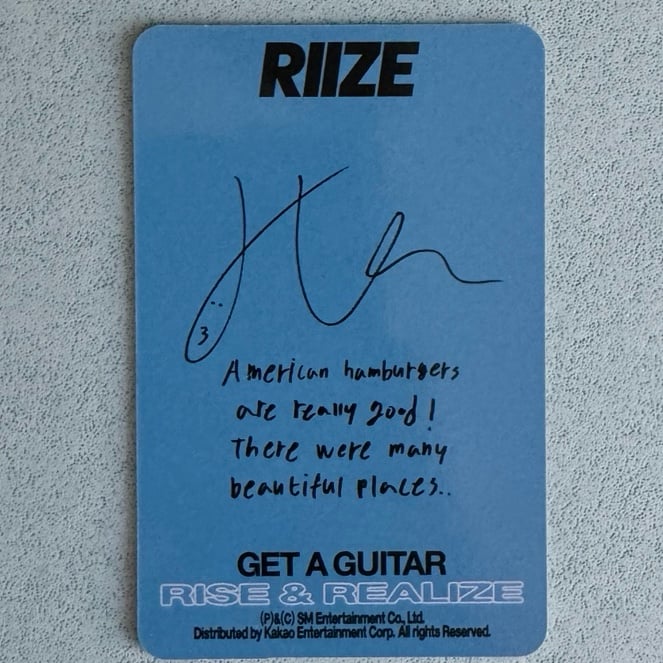 RIIZE
American hamburgers
are really good!
There were many
beautiful places..
GET A GUITAR
RISE & REALIZE
(P)&(C) SM Entertainment Co., Ltd.
Distributed by Kakao Entertainment Corp. All rights Reserved.